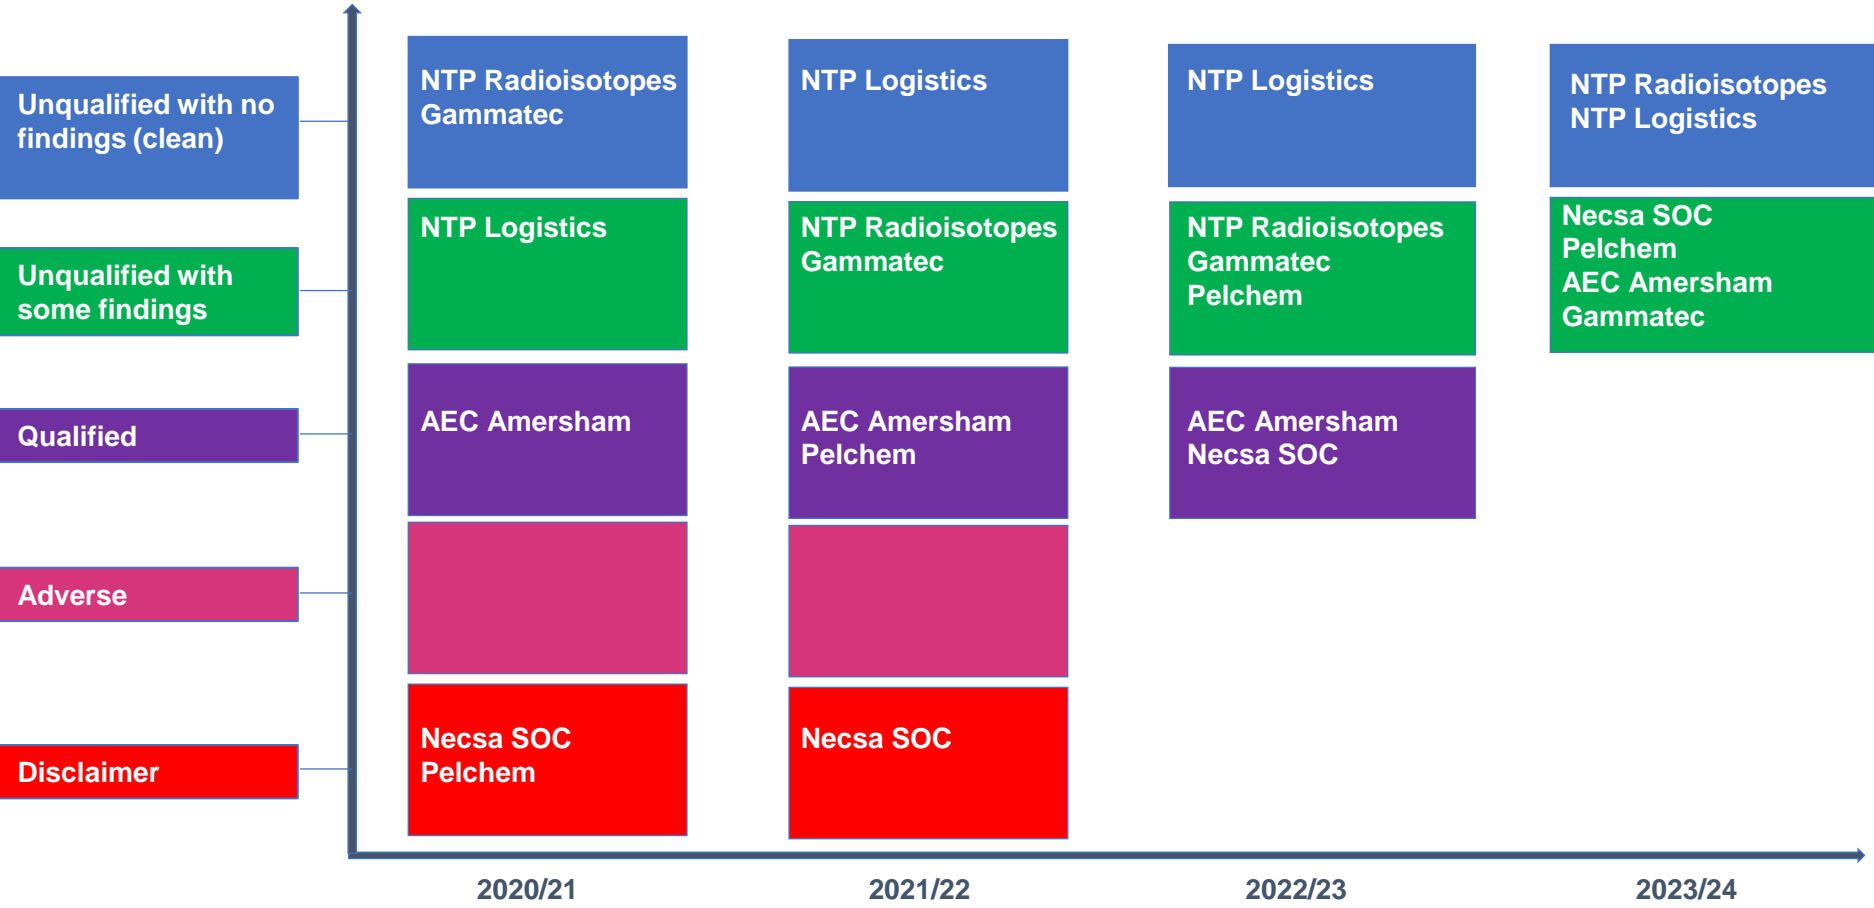 Unqualified with no
findings (clean)
NTP Radioisotopes
Gammatec
NTP Logistics
NTP Logistics
NTP Radioisotopes
NTP Logistics
Unqualified with
some findings
NTP Logistics
NTP Radioisotopes
Gammatec
NTP Radioisotopes
Gammatec
Pelchem
Necsa SOC
Pelchem
AEC Amersham
Gammatec
Qualified
AEC Amersham
AEC Amersham
Pelchem
AEC Amersham
Necsa SOC
Adverse
Disclaimer
Necsa SOC
Pelchem
Necsa SOC
2020/21
2021/22
2022/23
2023/24